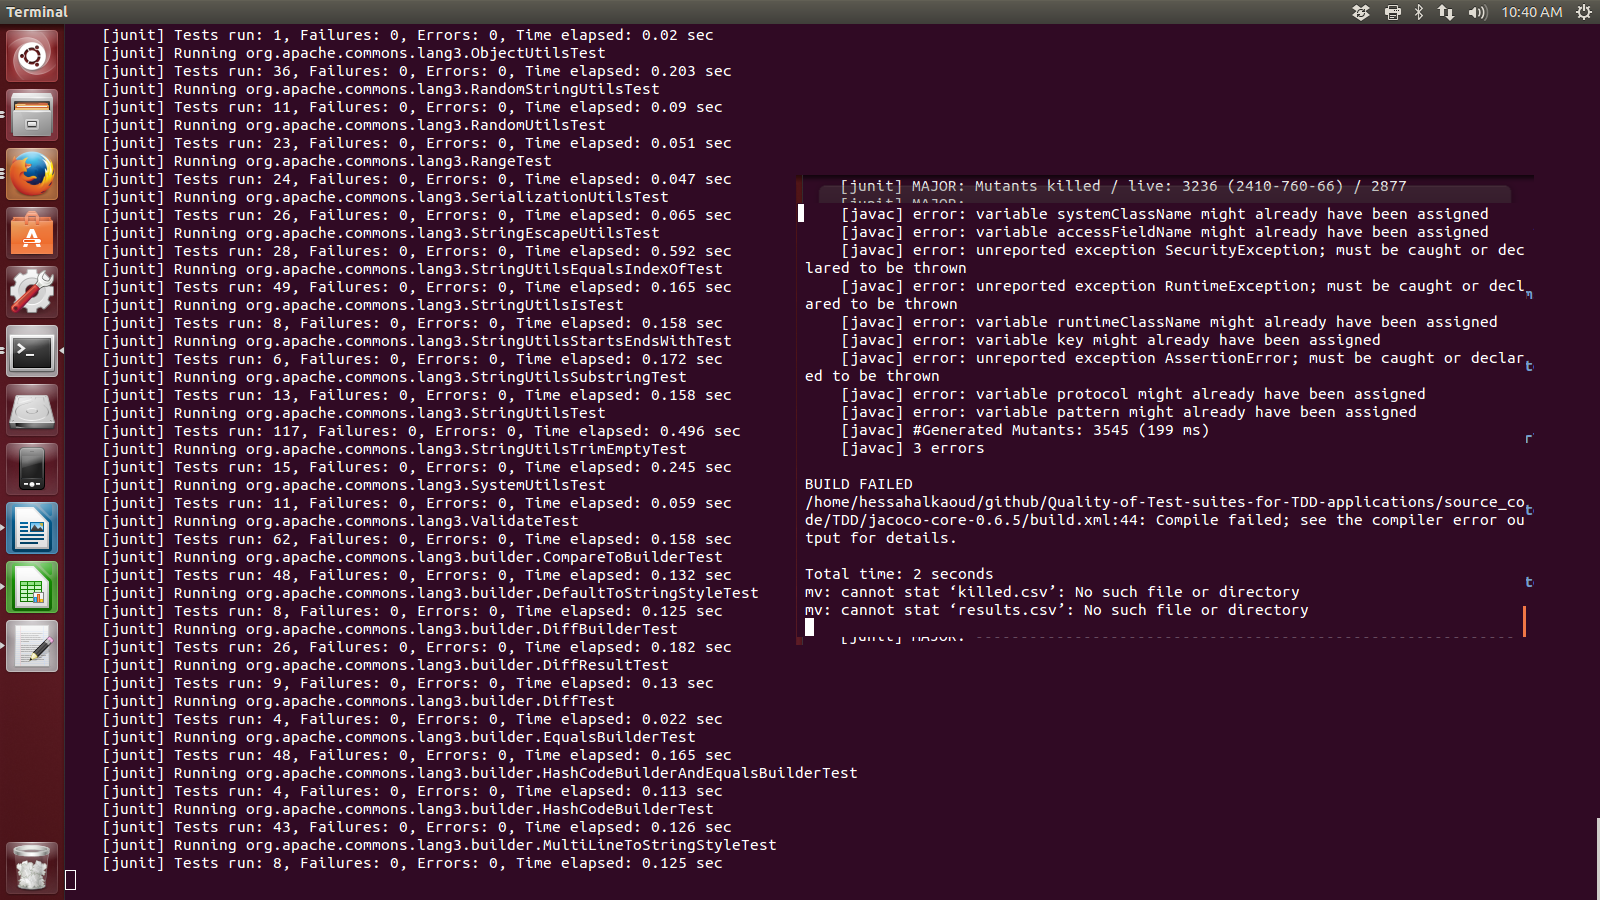 Terminal
10:40 AM
[junit] Tests run: 1, Failures: 0, Errors: 0, Time elapsed: 0.02 sec
[junit] Running org.apache.commons.lang3.ObjectUtilsTest
[junit] Tests run: 36, Failures: 0, Errors: 0, Time elapsed: 0.203 sec
[junit] Running org.apache.commons.lang3.RandomStringUtilsTest
[junit] Tests run: 11, Failures: 0, Errors: 0, Time elapsed: 0.09 sec
[junit] Running org.apache.commons.lang3.RandomUtilsTest
[junit] Tests run: 23, Failures: 0, Errors: 0, Time elapsed: 0.051 sec
[junit] Running org.apache.commons.lang3.RangeTest
[junit] Tests run: 24, Failures: 0, Errors: 0, Time elapsed: 0.047 sec
[junit] Running org.apache.commons.lang3.SerializationUtilsTest
[junit] Tests run: 26, Failures: 0, Errors: 0, Time elapsed: 0.065 sec
[junit] Running org.apache.commons.lang3.StringEscapeUtilsTest
[junit] Tests run: 28, Failures: 0, Errors: 0, Time elapsed: 0.592 sec
[junit] Running org.apache.commons.lang3.StringUtilsEqualsIndexOfTest
[junit] Tests run: 49, Failures: 0, Errors: 0, Time elapsed: 0.165 sec
[junit] Running org.apache.commons.lang3.StringUtilsIsTest
[junit] Tests run: 8, Failures: 0, Errors: 0, Time elapsed: 0.158 sec
[junit] Running org.apache.commons.lang3.StringUtilsStartsEndsWithTest
[junit] Tests run: 6, Failures: 0, Errors: 0, Time elapsed: 0.172 sec
[junit] Running org.apache.commons.lang3.StringUtilsSubstringTest
[junit] Tests run: 13, Failures: 0, Errors: 0, Time elapsed: 0.158 sec
[junit] Running org.apache.commons.lang3.StringUtilsTest
[junit] Tests run: 117, Failures: 0, Errors: 0, Time elapsed: 0.496 sec
[junit] Running org.apache.commons.lang3.StringUtilsTrimEmptyTest
[junit] Tests run: 15, Failures: 0, Errors: 0, Time elapsed: 0.245 sec
[junit] Running org.apache.commons.lang3.SystemUtilsTest
[junit] Tests run: 11, Failures: 0, Errors: 0, Time elapsed: 0.059 sec
[junit] Running org.apache.commons.lang3.ValidateTest
[junit] Tests run: 62, Failures: 0, Errors: 0, Time elapsed: 0.158 sec
[junit] Running org.apache.commons.lang3.builder.CompareToBuilderTest
[junit] Tests run: 48, Failures: 0, Errors: 0, Time elapsed: 0.132 sec
[junit] Running org.apache.commons.lang3.builder.DefaultToStringStyleTest
[junit] Tests run: 8, Failures: 0, Errors: 0, Time elapsed: 0.125 sec
[junit] Running org.apache.commons.lang3.builder.DiffBuilderTest
[junit] Tests run: 26, Failures: 0, Errors: 0, Time elapsed: 0.182 sec
[junit] Running org.apache.commons.lang3.builder.DiffResultTest
[junit] Tests run: 9, Failures: 0, Errors: 0, Time elapsed: 0.13 sec
[junit] Running org.apache.commons.lang3.builder.DiffTest
[junit] Tests run: 4, Failures: 0, Errors: 0, Time elapsed: 0.022 sec
[junit] Running org.apache.commons.lang3.builder.EqualsBuilderTest
[junit] Tests run: 48, Failures: 0, Errors: 0, Time elapsed: 0.165 sec
[junit] Running org.apache.commons.lang3.builder.HashCodeBuilderAndEqualsBuilderTest
[junit] Tests run: 4, Failures: 0, Errors: 0, Time elapsed: 0.113 sec
[junit] Running org.apache.commons.lang3.builder.HashCodeBuilderTest
[junit] Tests run: 43, Failures: 0, Errors: 0, Time elapsed: 0.126 sec
[junit] Running org.apache.commons.lang3.builder.MultiLineToStringStyleTest
[junit] Tests run: 8, Failures: 0, Errors: 0, Time elapsed: 0.125 sec
[junit] MAJOR: Mutants killed / live: 3236 (2410-760-66) / 2877
[javac] error: variable systemClassName might already have been assigned
[javac] error: variable accessFieldName might already have been assigned
[javac] error: unreported exception SecurityException; must be caught or dec
lared to be thrown
[javac] error: unreported exception RuntimeException; must be caught or decl
ared to be thrown
[javac] error: variable runtimeClassName might already have been assigned
[javac] error: variable key might already have been assigned
[javac] error: unreported exception AssertionError; must be caught or declar
ed to be thrown
[javac] error: variable protocol might already have been assigned
[javac] error: variable pattern might already have been assigned
[javac] #Generated Mutants: 3545 (199 ms)
[javac] 3 errors
BUILD FAILED
/home/hessahalkaoud/github/Quality-of-Test-suites-for-TDD-applications/source_co
de/TDD/jacoco-core-0.6.5/build.xml:44: Compile failed; see the compiler error ou
tput for details.
Total time: 2 seconds
mv: cannot stat ‘killed.csv’: No such file or directory
mv: cannot stat ‘results.csv’: No such file or directory
[junit] MAJOR: ------------------------------------------------------------